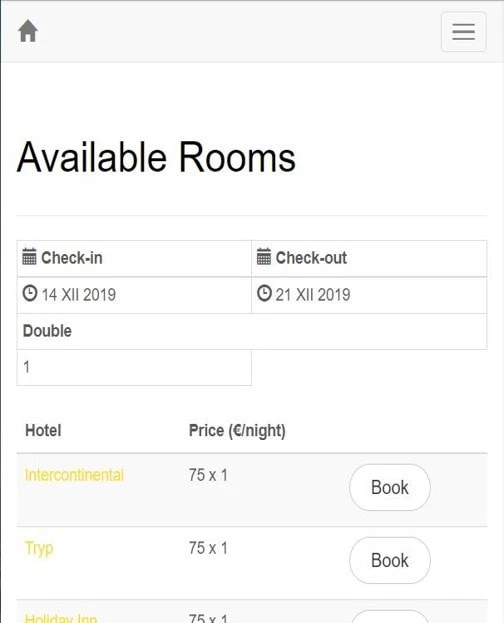 Available Rooms
Check-in Check-out
14 XII 2019 21 XII 2019
Double
1
Hotel Price (€/night)
Intercontinental 75 x 1 Book
Tryp 75 x 1 Book
Holiday Inn 75 x 1